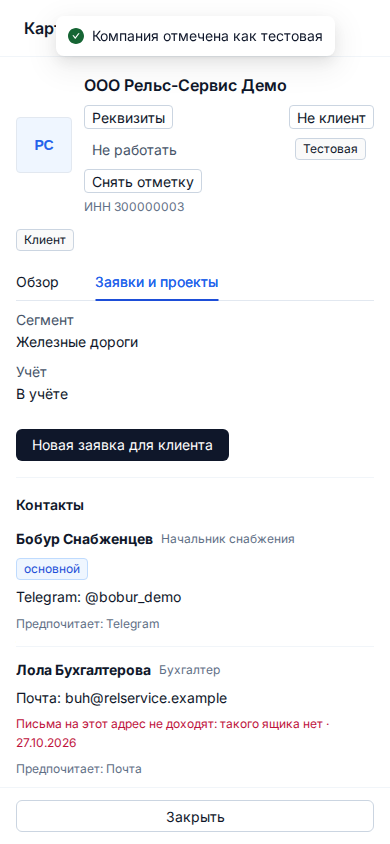 Компания отмечена как тестовая
ООО Рельс-Сервис Демо
РС
Реквизиты
Не клиент
Не работать
Тестовая
Снять отметку
ИНН 300000003
Клиент
Обзор
Заявки и проекты
Сегмент
Железные дороги
Учёт
В учёте
Новая заявка для клиента
Контакты
Бобур Снабженцев Начальник снабжения
основной
Telegram: @bobur_demo
Предпочитает: Telegram
Лола Бухгалтерова Бухгалтер
Почта: buh@relservice.example
Письма на этот адрес не доходят: такого ящика нет ·
27.10.2026
Предпочитает: Почта
Закрыть